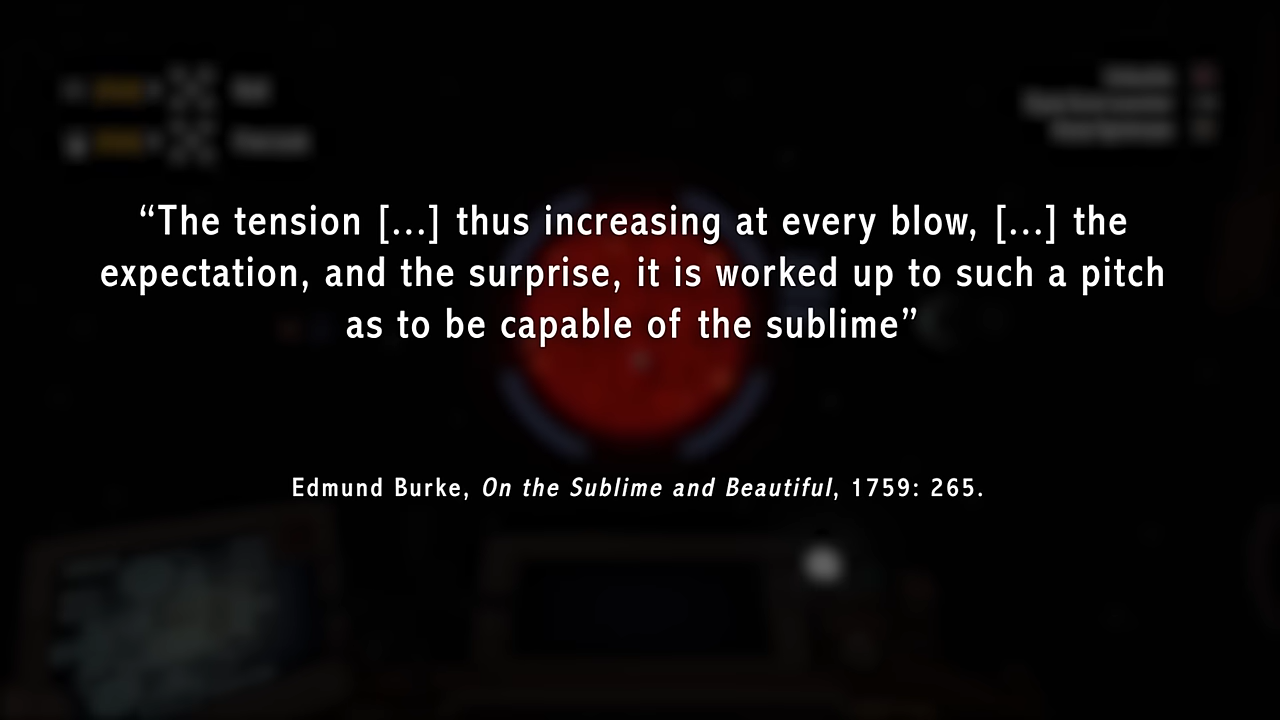 “The tension [...] thus increasing at every blow, [...] the
expectation, and the surprise, it is worked up to such a pitch
as to be capable of the sublime”
Edmund Burke, On the Sublime and Beautiful, 1759: 265.